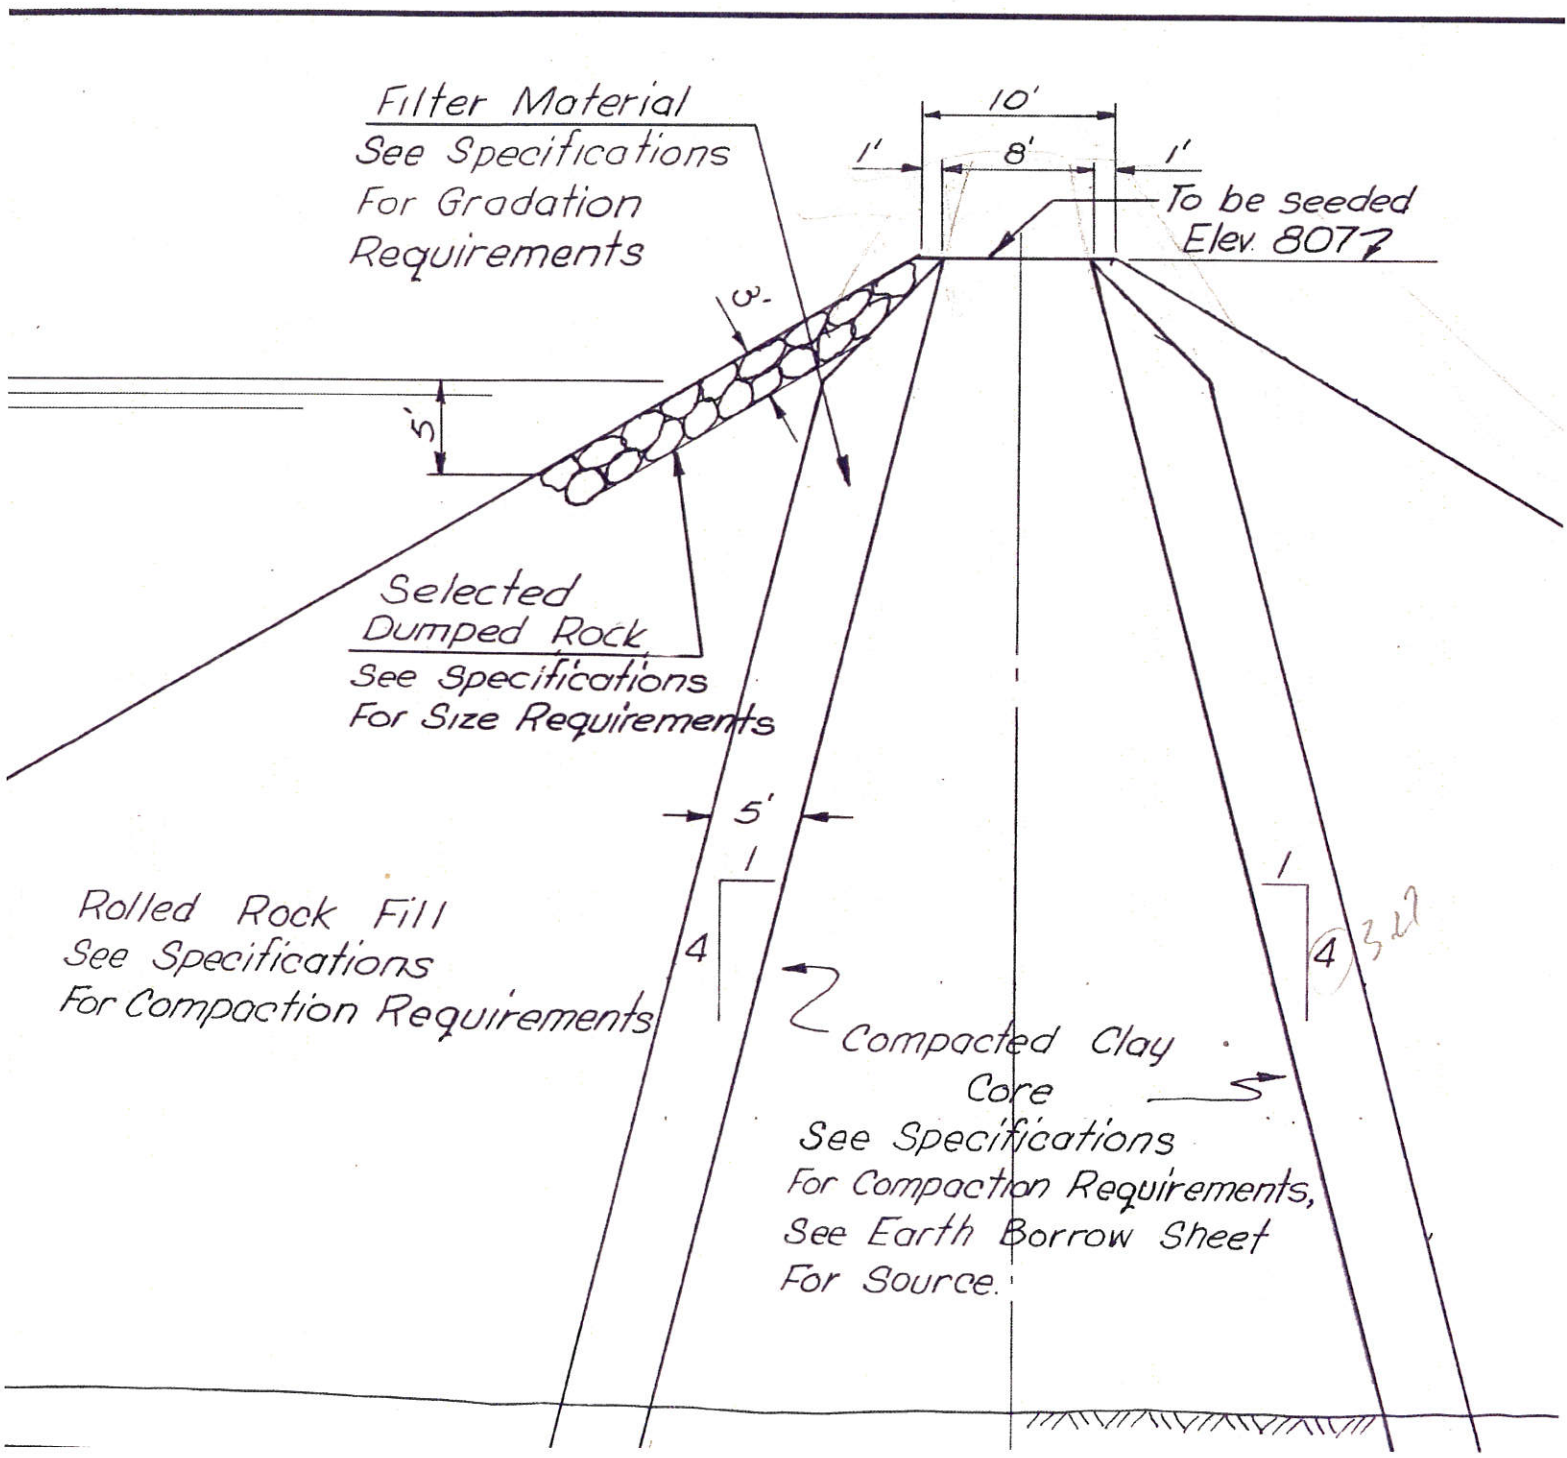 Filter Material
See Specifications
For Gradation
Requirements
10'
1'
8'
1'
To be seeded
Elev. 807
3'
5'
Selected
Dumped Rock
See Specifications
For Size Requirements
5'
1
4
1
4
Rolled Rock Fill
See Specifications
For Compaction Requirements
Compacted Clay
Core
See Specifications
For Compaction Requirements,
See Earth Borrow Sheet
For Source.